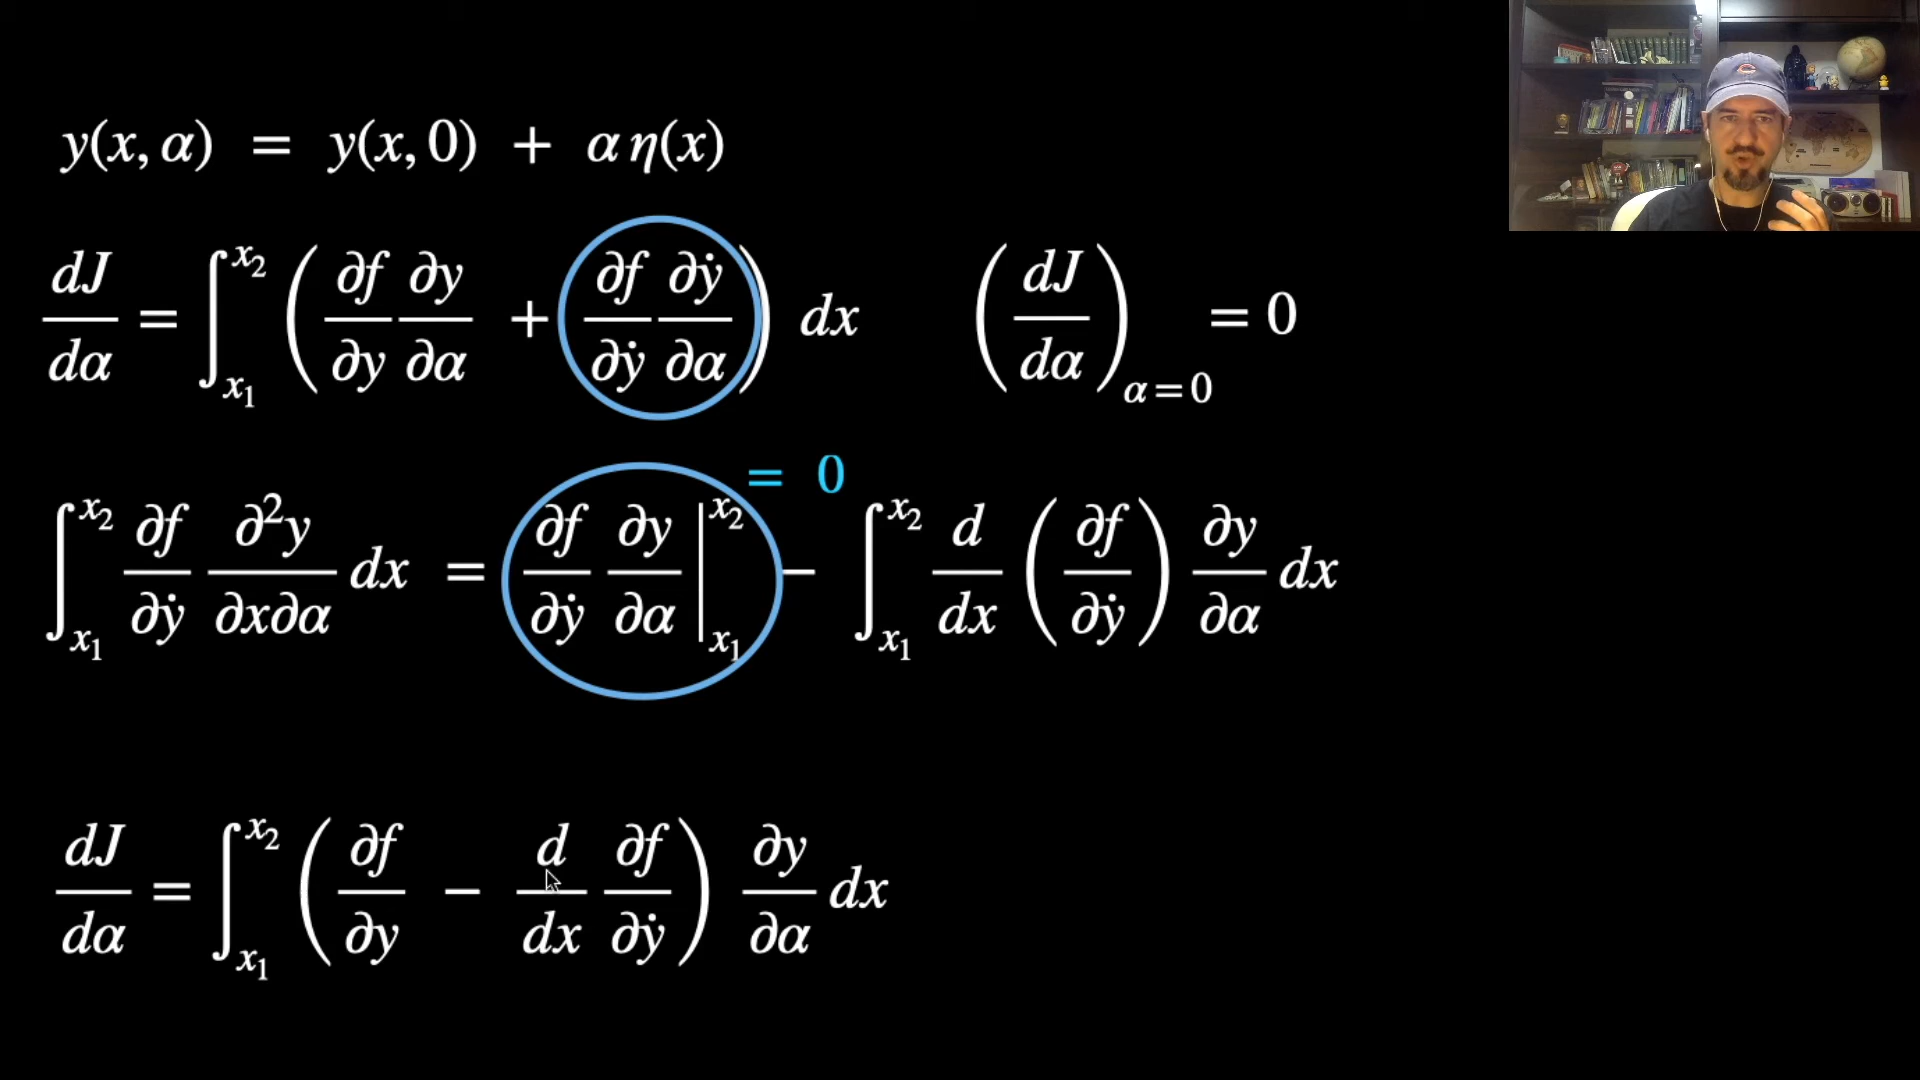 y(x, α) = y(x, 0) + α η(x)
dJ/dα = ∫_{x₁}^{x₂} ( ∂f/∂y ∂y/∂α + ∂f/∂ẏ ∂ẏ/∂α ) dx    ( dJ/dα )_{α=0} = 0
∫_{x₁}^{x₂} ∂f/∂ẏ ∂²y/∂x∂α dx = ∂f/∂ẏ ∂y/∂α |_{x₁}^{x₂} = 0 − ∫_{x₁}^{x₂} d/dx ( ∂f/∂ẏ ) ∂y/∂α dx
dJ/dα = ∫_{x₁}^{x₂} ( ∂f/∂y − d/dx ∂f/∂ẏ ) ∂y/∂α dx